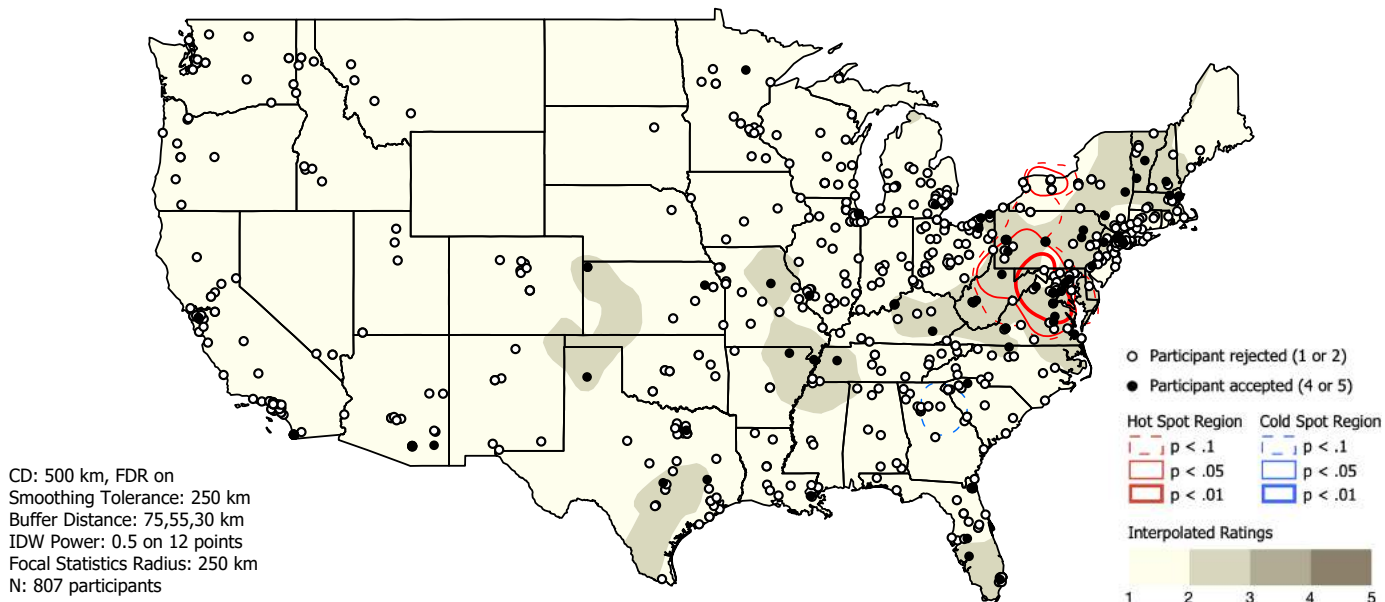 CD: 500 km, FDR on
Smoothing Tolerance: 250 km
Buffer Distance: 75,55,30 km
IDW Power: 0.5 on 12 points
Focal Statistics Radius: 250 km
N: 807 participants
Participant rejected (1 or 2)
Participant accepted (4 or 5)
Hot Spot Region Cold Spot Region
p < .1 p < .1
p < .05 p < .05
p < .01 p < .01
Interpolated Ratings
1 2 3 4 5